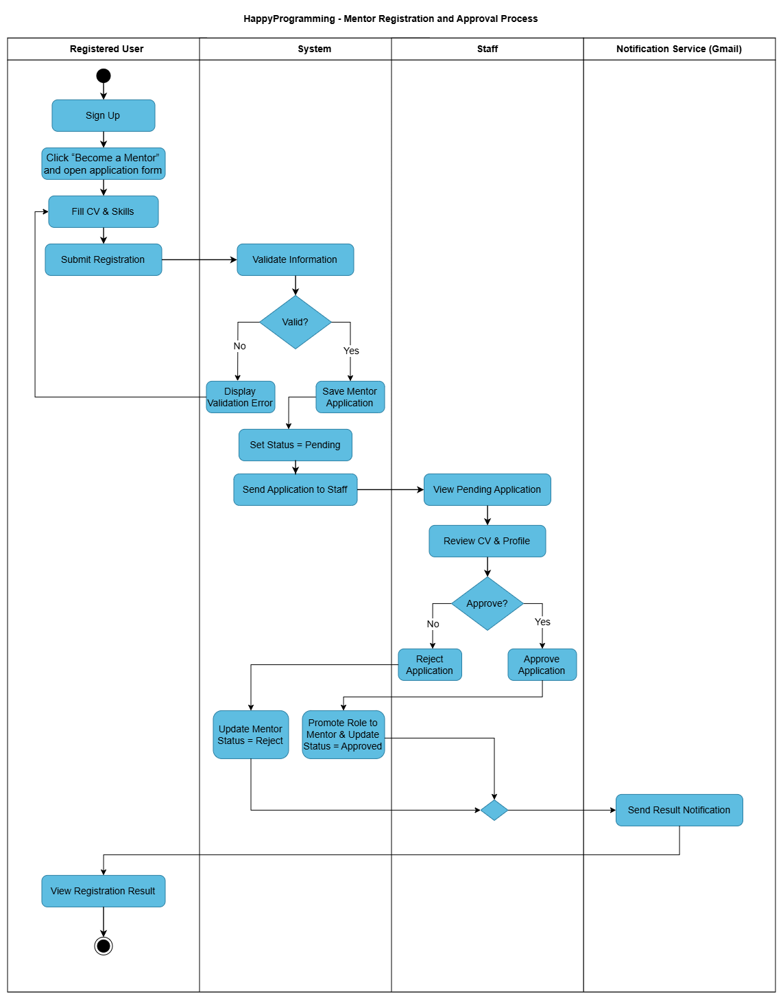 HappyProgramming - Mentor Registration and Approval Process
Registered User
System
Staff
Notification Service (Gmail)
Sign Up
Click “Become a Mentor”
and open application form
Fill CV & Skills
Submit Registration
Validate Information
Valid?
No
Yes
Display
Validation Error
Save Mentor
Application
Set Status = Pending
Send Application to Staff
View Pending Application
Review CV & Profile
Approve?
No
Yes
Reject
Application
Approve
Application
Update Mentor
Status = Reject
Promote Role to
Mentor & Update
Status = Approved
Send Result Notification
View Registration Result